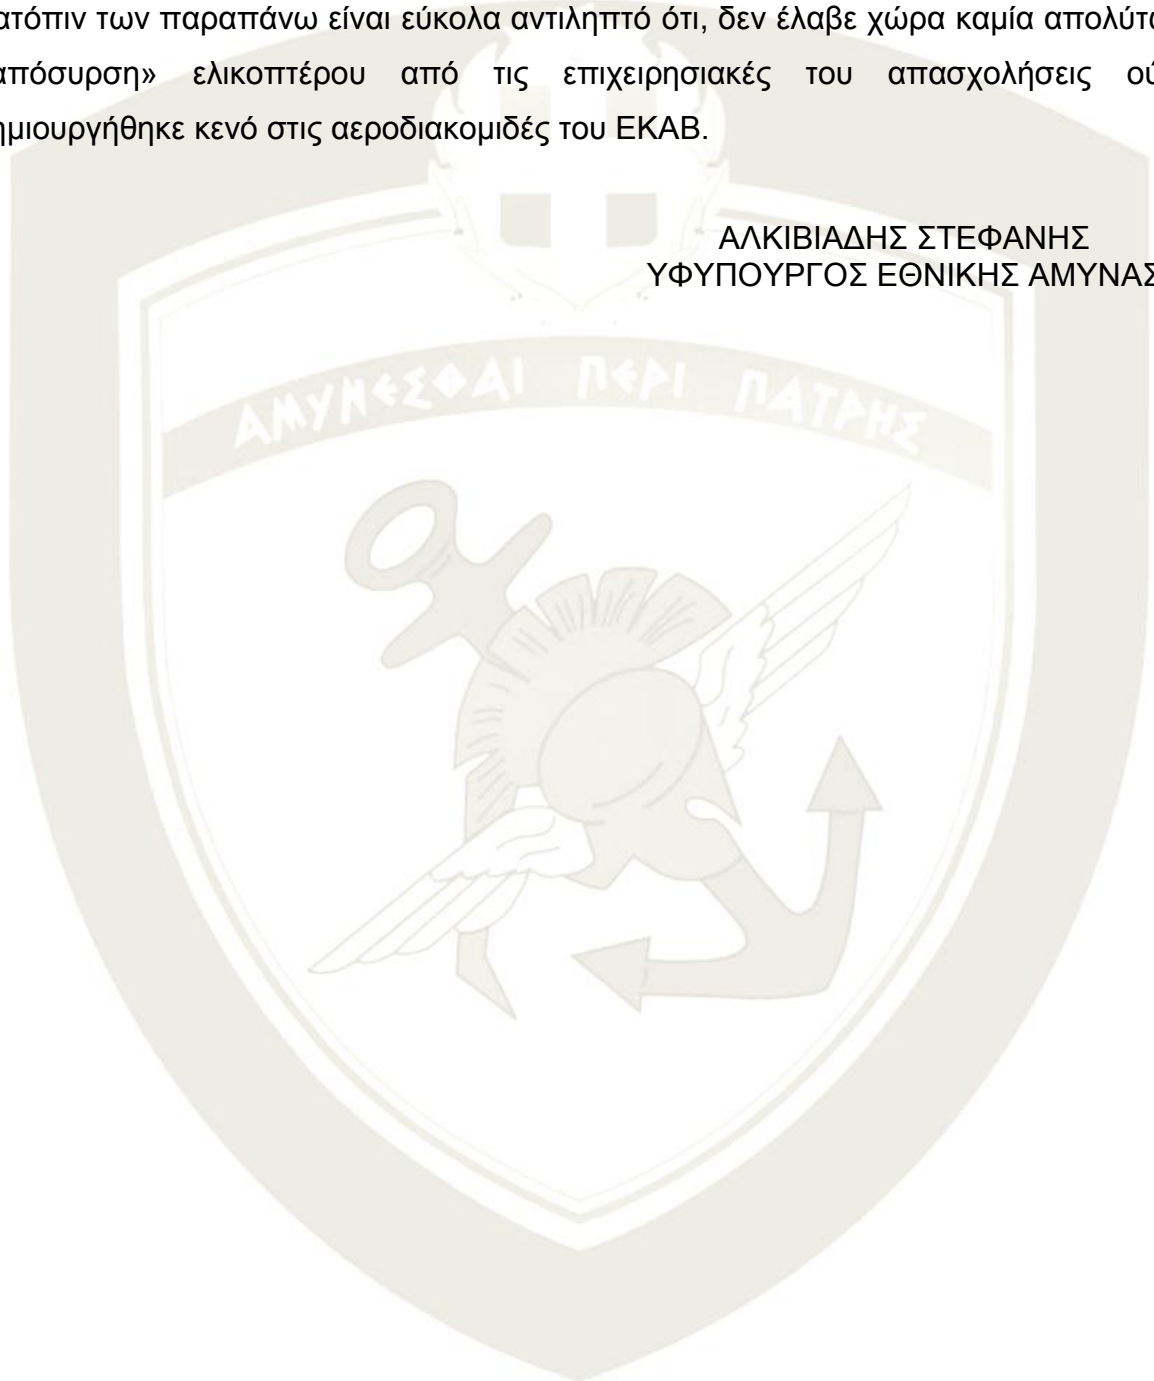 ατόπιν των παραπάνω είναι εύκολα αντιληπτό ότι, δεν έλαβε χώρα καμία απολύτω
απόσυρση» ελικοπτέρου από τις επιχειρησιακές του απασχολήσεις ού
ημιουργήθηκε κενό στις αεροδιακομιδές του ΕΚΑΒ.
ΑΛΚΙΒΙΑΔΗΣ ΣΤΕΦΑΝΗΣ
ΥΦΥΠΟΥΡΓΟΣ ΕΘΝΙΚΗΣ ΑΜΥΝΑΣ
ΑΜΥΝΕΣΘΑΙ ΠΕΡΙ ΠΑΤΡΗΣ